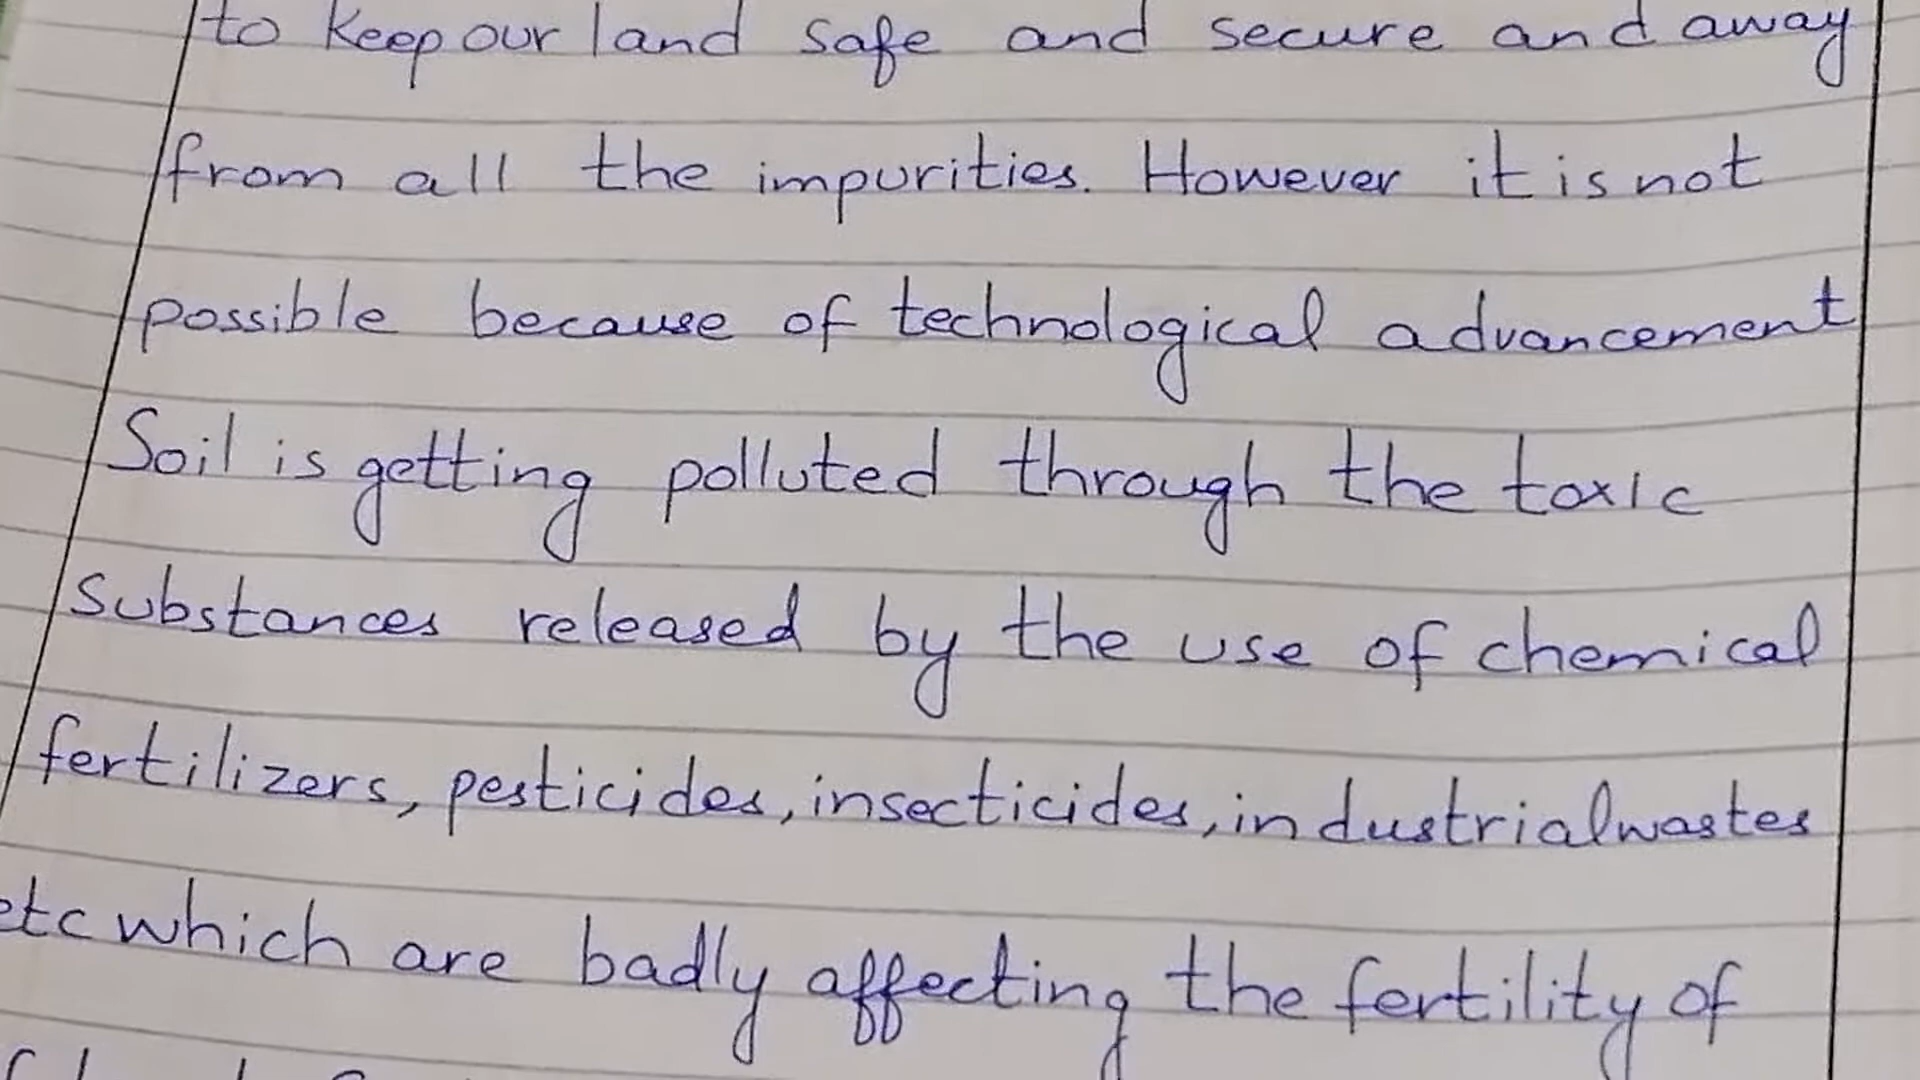 to keep our land safe and secure and away
from all the impurities. However it is not
possible because of technological advancement
Soil is getting polluted through the toxic
substances released by the use of chemical
fertilizers, pesticides, insecticides, industrial wastes
etc which are badly affecting the fertility of